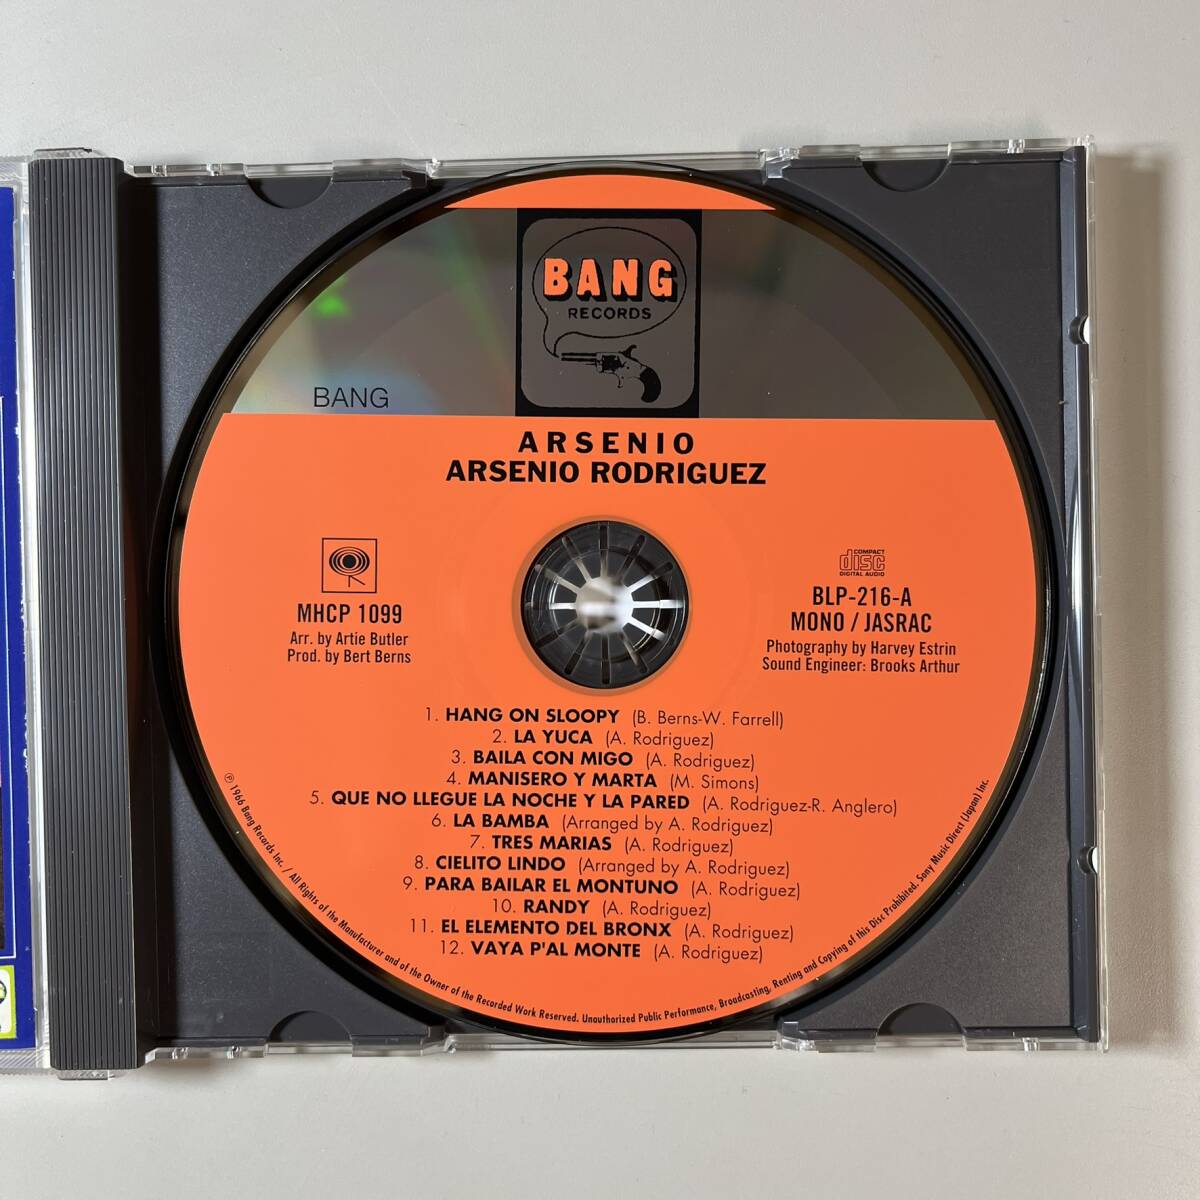 BANG
RECORDS
BANG
ARSENIO
ARSENIO RODRIGUEZ
MHCP 1099
Arr. by Artie Butler
Prod. by Bert Berns
COMPACT
disc
DIGITAL AUDIO
BLP-216-A
MONO / JASRAC
Photography by Harvey Estrin
Sound Engineer: Brooks Arthur
1. HANG ON SLOOPY (B. Berns-W. Farrell)
2. LA YUCA (A. Rodriguez)
3. BAILA CON MIGO (A. Rodriguez)
4. MANISERO Y MARTA (M. Simons)
5. QUE NO LLEGUE LA NOCHE Y LA PARED (A. Rodriguez-R. Anglero)
6. LA BAMBA (Arranged by A. Rodriguez)
7. TRES MARIAS (A. Rodriguez)
8. CIELITO LINDO (Arranged by A. Rodriguez)
9. PARA BAILAR EL MONTUNO (A. Rodriguez)
10. RANDY (A. Rodriguez)
11. EL ELEMENTO DEL BRONX (A. Rodriguez)
12. VAYA P'AL MONTE (A. Rodriguez)
℗ 1966 Bang Records Inc. / All Rights of the Manufacturer and of the Owner of the Recorded Work Reserved. Unauthorized Public Performance, Broadcasting, Renting and Copying of this Disc Prohibited. Sony Music Direct (Japan) Inc.